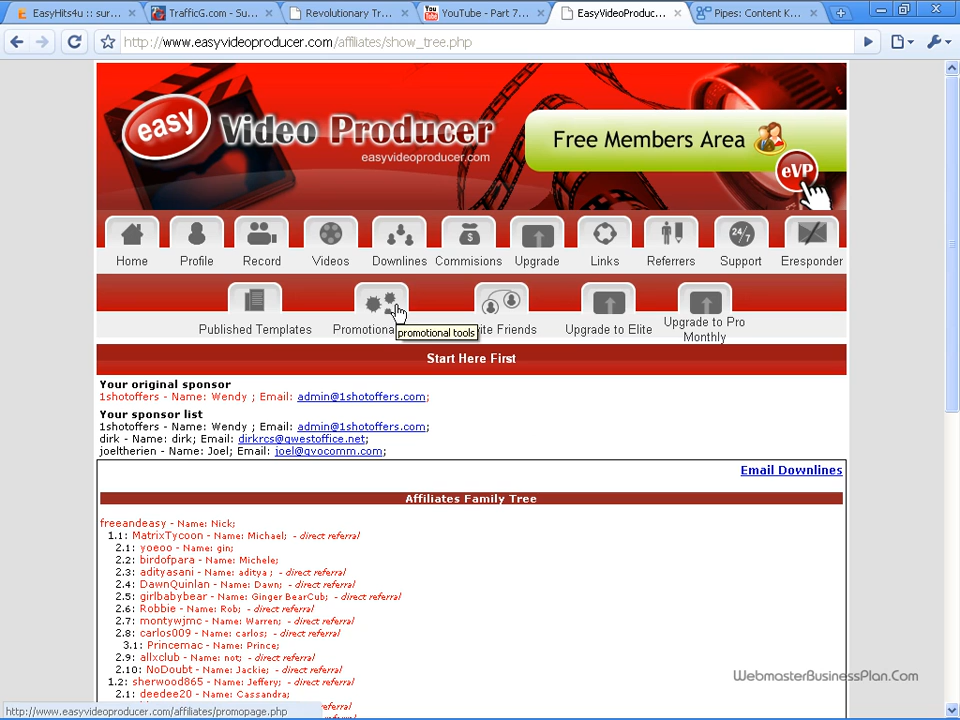 EasyHits4u :: sur...
TrafficG.com - Su...
Revolutionary Tr...
YouTube - Part 7...
EasyVideoProduc...
Pipes: Content K...
http://www.easyvideoproducer.com/affiliates/show_tree.php
easy Video Producer
easyvideoproducer.com
Free Members Area
eVP
Home Profile Record Videos Downlines Commisions Upgrade Links Referrers Support Eresponder
24/7
Published Templates Promotional ite Friends Upgrade to Elite Upgrade to Pro
Monthly
promotional tools
Start Here First
Your original sponsor
1shotoffers - Name: Wendy ; Email: admin@1shotoffers.com;
Your sponsor list
1shotoffers - Name: Wendy ; Email: admin@1shotoffers.com;
dirk - Name: dirk; Email: dirkrcs@qwestoffice.net;
joeltherien - Name: Joel; Email: joel@gvocomm.com;
Email Downlines
Affiliates Family Tree
freeandeasy - Name: Nick;
1.1: MatrixTycoon - Name: Michael; - direct referral
2.1: yoeoo - Name: gin;
2.2: birdofpara - Name: Michele;
2.3: adityasani - Name: aditya ; - direct referral
2.4: DawnQuinlan - Name: Dawn; - direct referral
2.5: girlbabybear - Name: Ginger BearCub; - direct referral
2.6: Robbie - Name: Rob; - direct referral
2.7: montywjmc - Name: Warren; - direct referral
2.8: carlos009 - Name: carlos; - direct referral
3.1: Princemac - Name: Prince;
2.9: allxclub - Name: not; - direct referral
2.10: NoDoubt - Name: Jackie; - direct referral
1.2: sherwood865 - Name: Jeffery; - direct referral
2.1: deedee20 - Name: Cassandra;
WebmasterBusinessPlan.Com
http://www.easyvideoproducer.com/affiliates/promopage.php